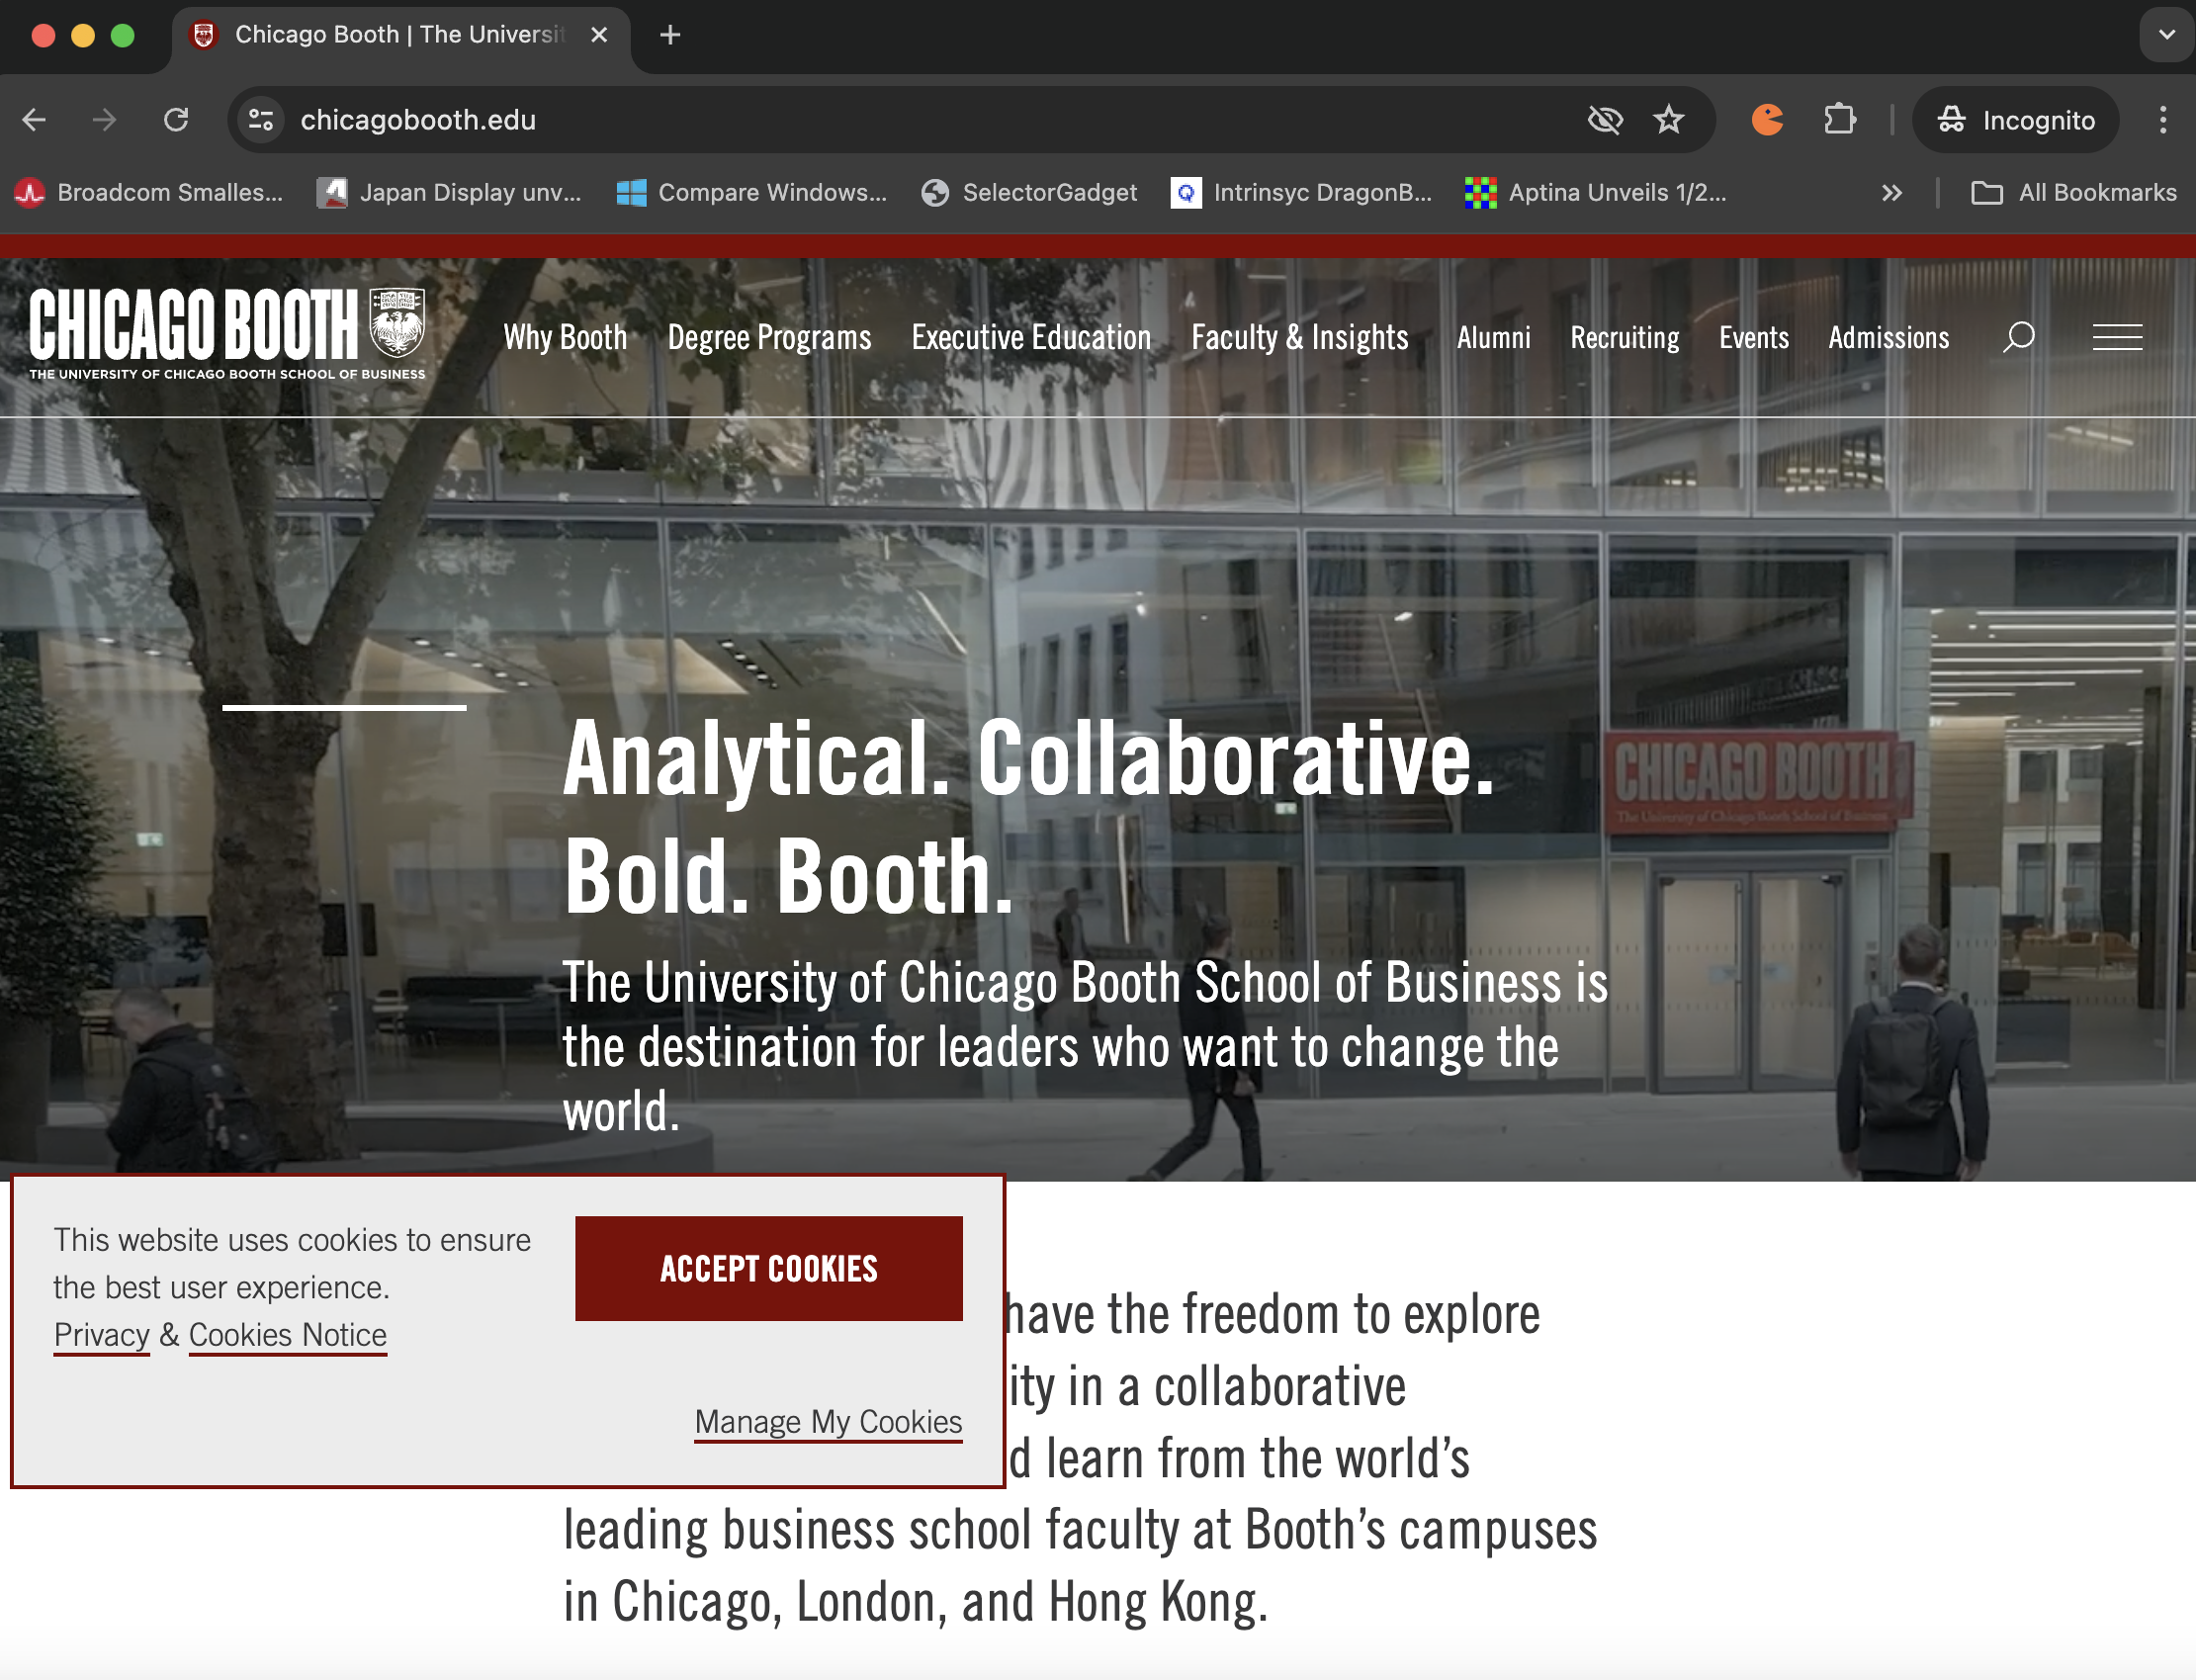 Chicago Booth | The Universit
chicagobooth.edu
Incognito
Broadcom Smalles...
Japan Display unv...
Compare Windows...
SelectorGadget
Intrinsyc DragonB...
Aptina Unveils 1/2...
All Bookmarks
CHICAGO BOOTH
THE UNIVERSITY OF CHICAGO BOOTH SCHOOL OF BUSINESS
Why Booth
Degree Programs
Executive Education
Faculty & Insights
Alumni
Recruiting
Events
Admissions
Analytical. Collaborative.
Bold. Booth.
CHICAGO BOOTH
The University of Chicago Booth School of Business
The University of Chicago Booth School of Business is
the destination for leaders who want to change the
world.
This website uses cookies to ensure
the best user experience.
Privacy & Cookies Notice
ACCEPT COOKIES
Manage My Cookies
have the freedom to explore
ity in a collaborative
d learn from the world’s
leading business school faculty at Booth’s campuses
in Chicago, London, and Hong Kong.